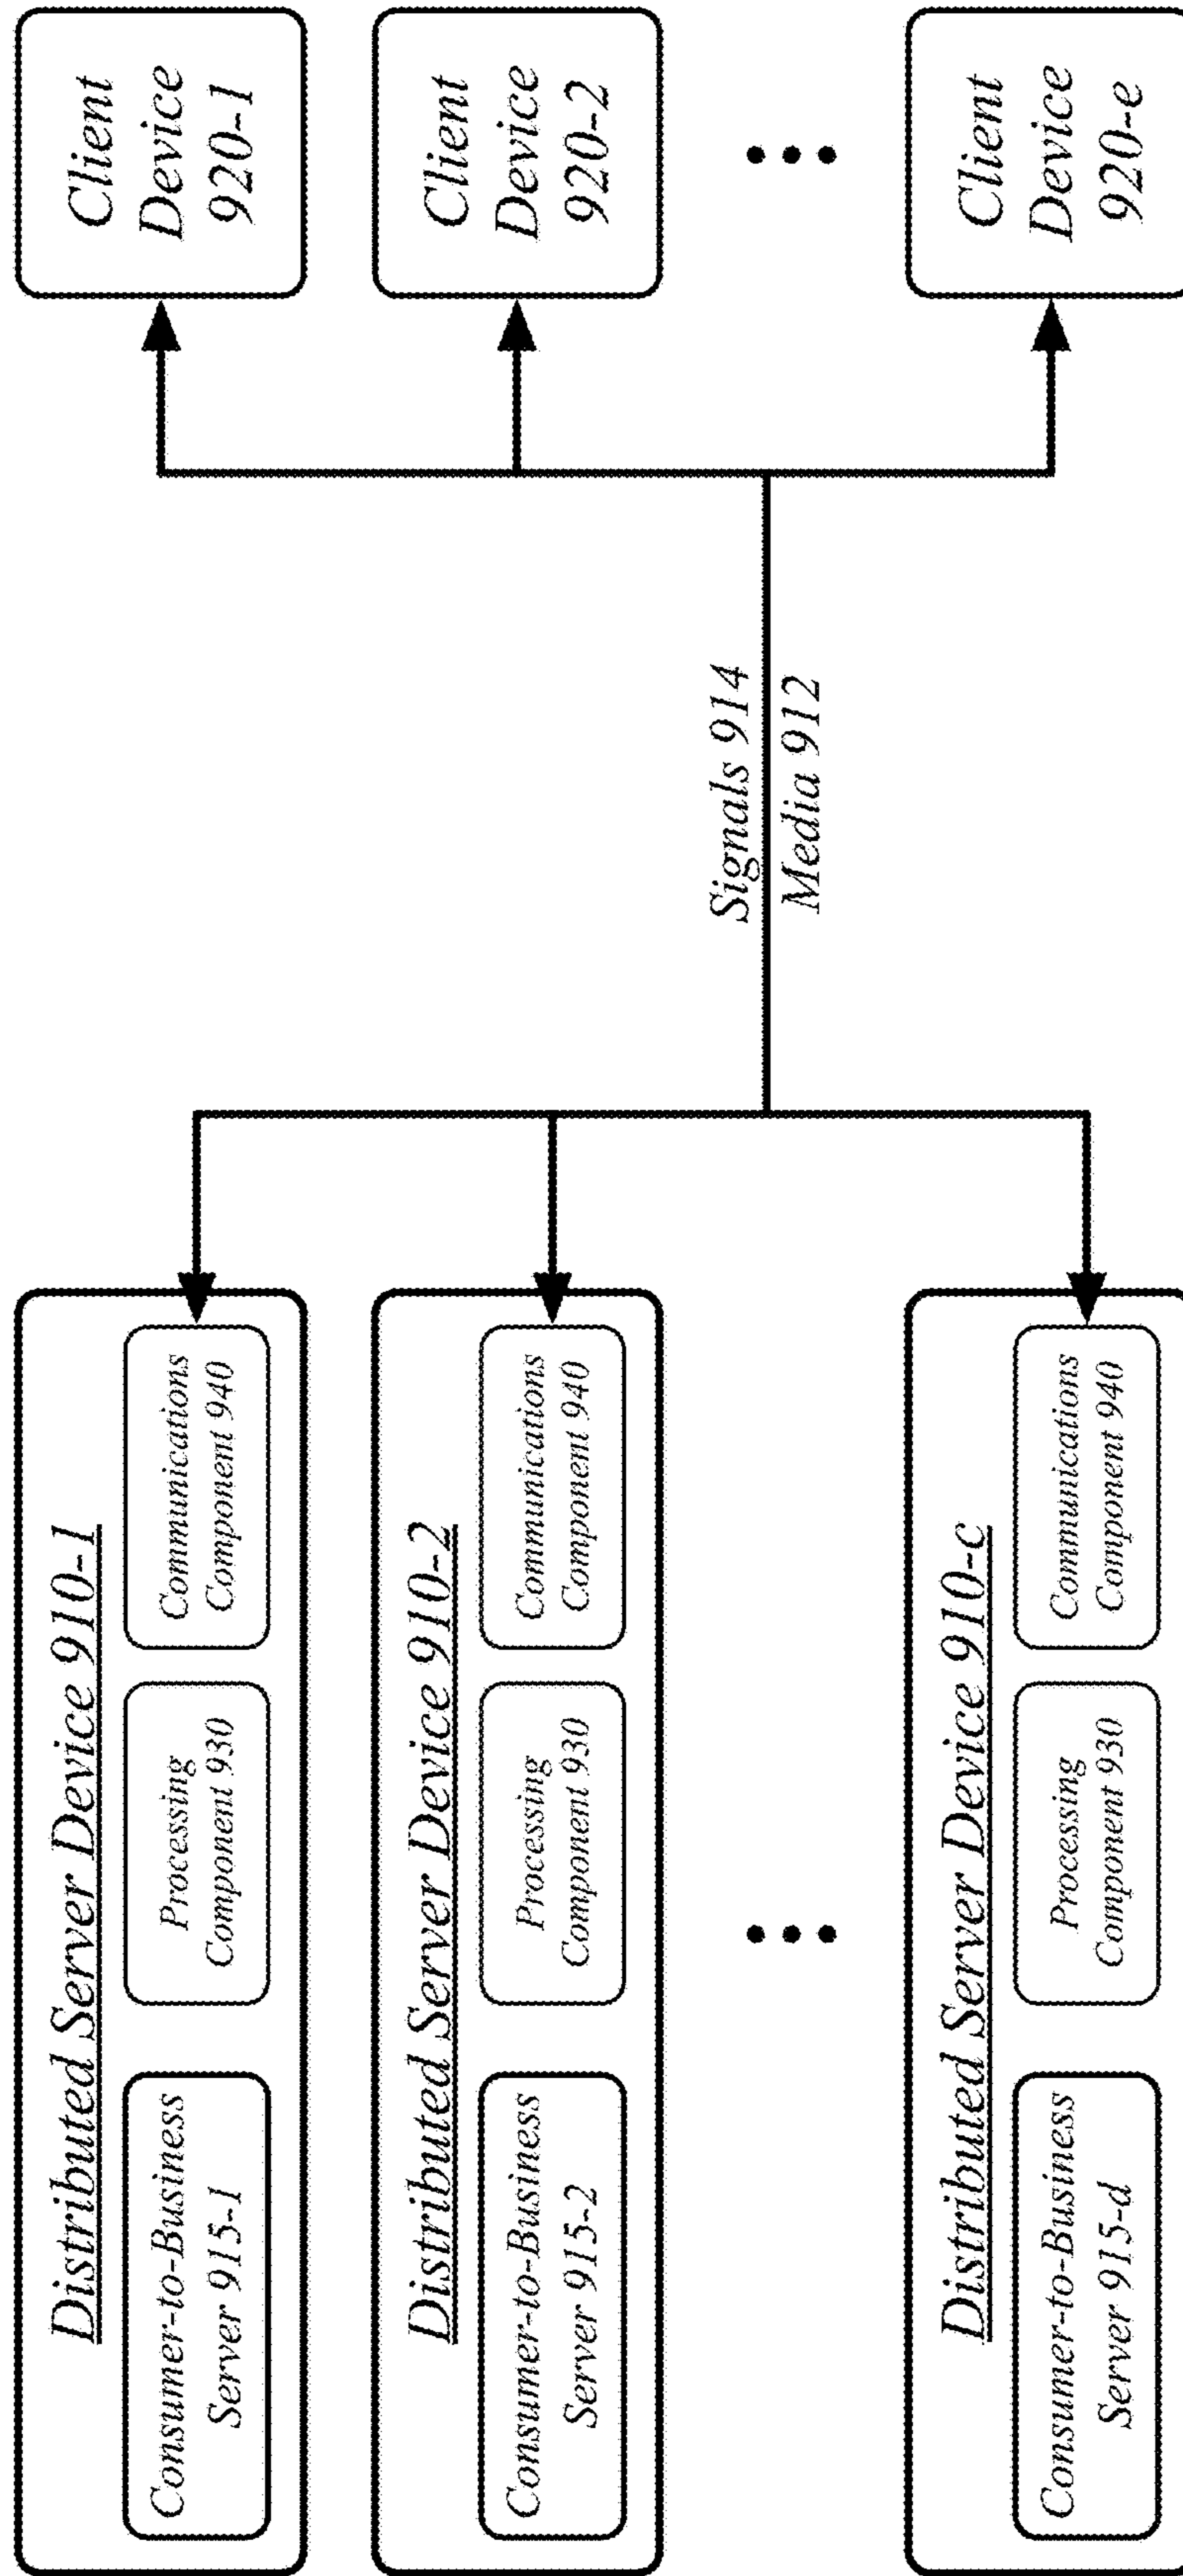 Distributed Server Device 910-1
Consumer-to-Business
Server 915-1
Processing
Component 930
Communications
Component 940
Distributed Server Device 910-2
Consumer-to-Business
Server 915-2
Processing
Component 930
Communications
Component 940
Distributed Server Device 910-c
Consumer-to-Business
Server 915-d
Processing
Component 930
Communications
Component 940
Signals 914
Media 912
Client
Device
920-1
Client
Device
920-2
Client
Device
920-e